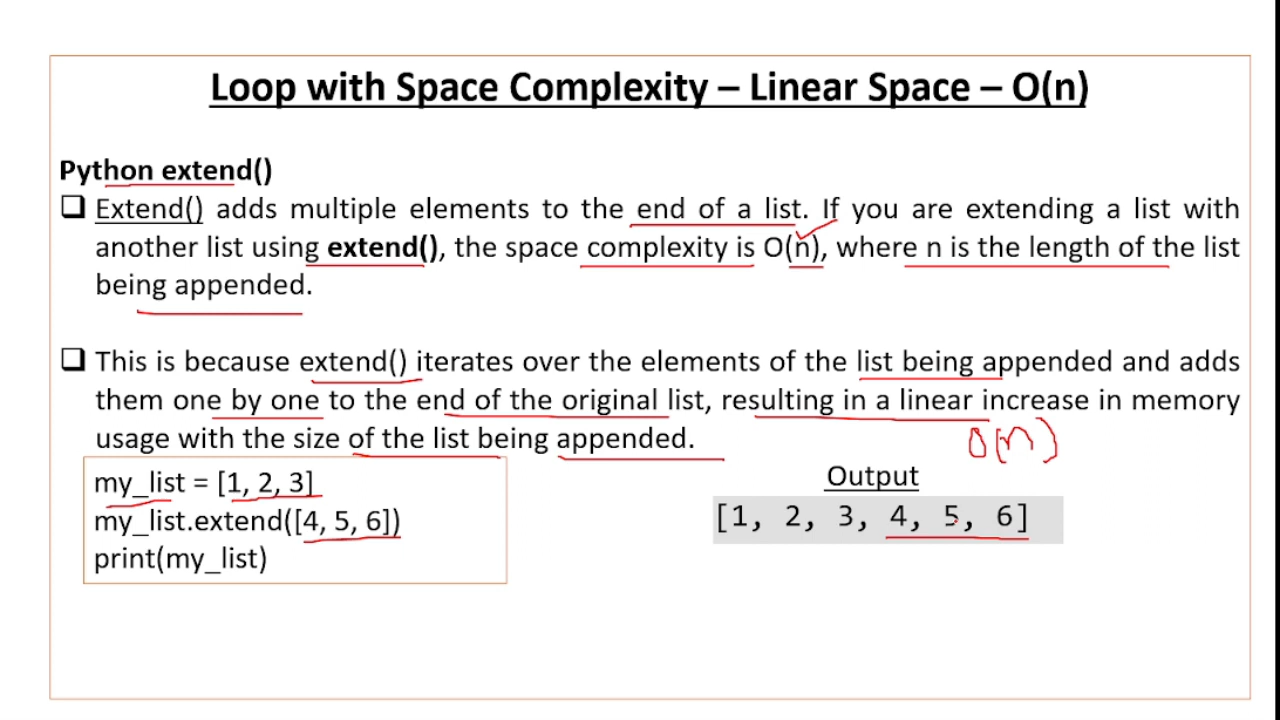 Loop with Space Complexity – Linear Space – O(n)
Python extend()
❑ Extend() adds multiple elements to the end of a list. If you are extending a list with
another list using extend(), the space complexity is O(n), where n is the length of the list
being appended.
❑ This is because extend() iterates over the elements of the list being appended and adds
them one by one to the end of the original list, resulting in a linear increase in memory
usage with the size of the list being appended.
O(n)
my_list = [1, 2, 3]
my_list.extend([4, 5, 6])
print(my_list)
Output
[1, 2, 3, 4, 5, 6]